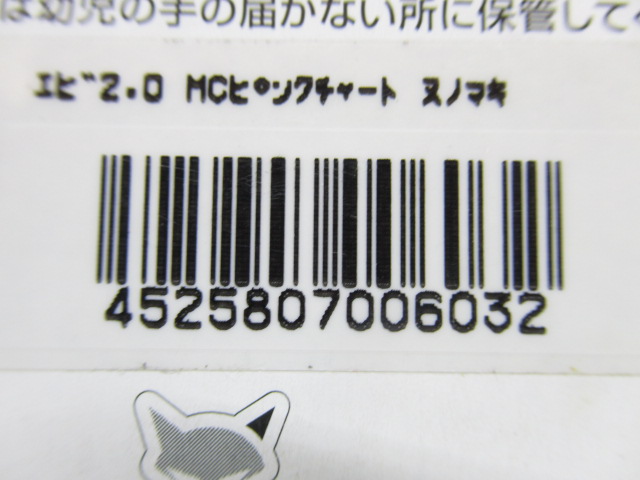 は幼児の手の届かない所に保管して
エビ2.0 MCピンクチャート ヌノマキ
4525807006032